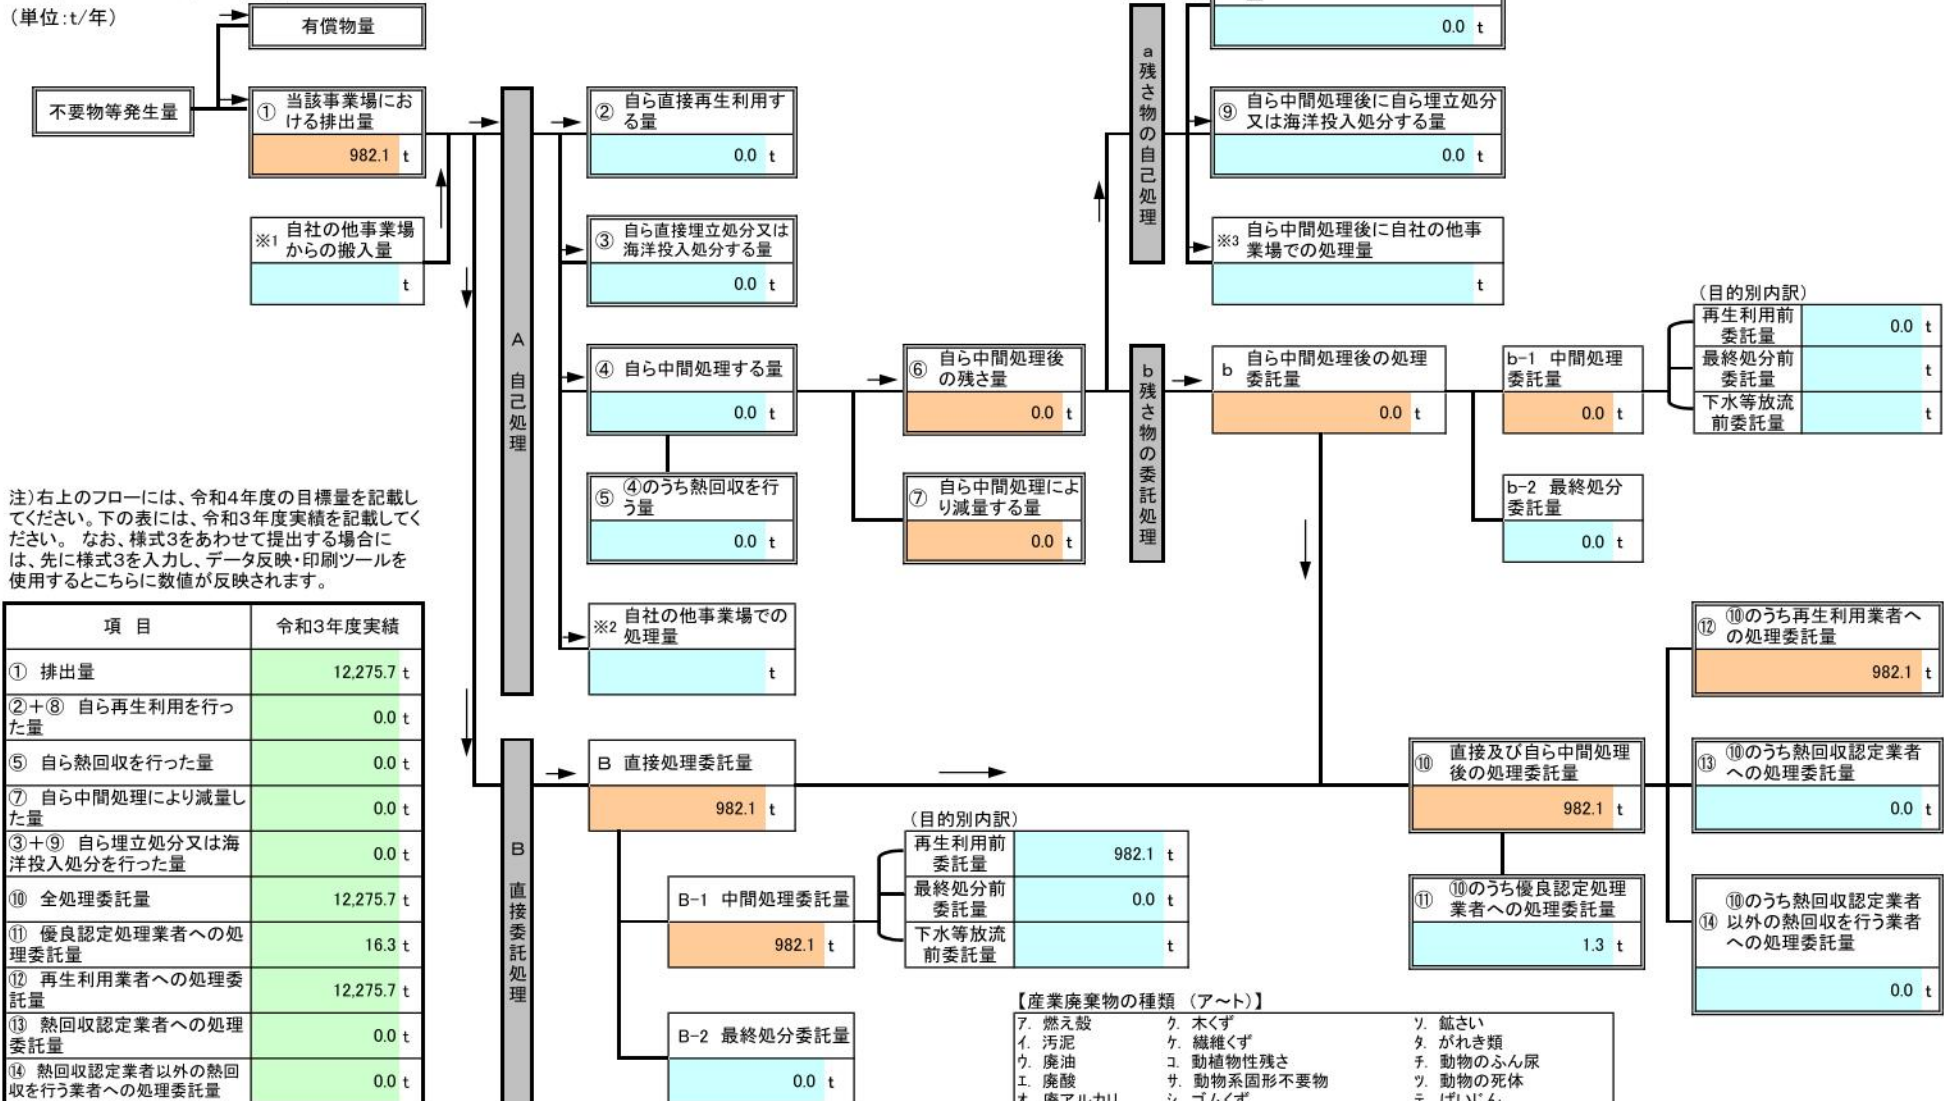 (単位:t/年)
有償物量
不要物等発生量
① 当該事業場にお
ける排出量
982.1 t
※1 自社の他事業場
からの搬入量
t
A 自己処理
② 自ら直接再生利用す
る量
0.0 t
③ 自ら直接埋立処分又は
海洋投入処分する量
0.0 t
④ 自ら中間処理する量
0.0 t
⑤ ④のうち熱回収を行
う量
0.0 t
※2 自社の他事業場での
処理量
t
⑥ 自ら中間処理後
の残さ量
0.0 t
⑦ 自ら中間処理によ
り減量する量
0.0 t
a 残さ物の自己処理
0.0 t
⑨ 自ら中間処理後に自ら埋立処分
又は海洋投入処分する量
0.0 t
※3 自ら中間処理後に自社の他事
業場での処理量
t
b 残さ物の委託処理
b 自ら中間処理後の処理
委託量
0.0 t
b-1 中間処理
委託量
0.0 t
(目的別内訳)
再生利用前
委託量
0.0 t
最終処分前
委託量
t
下水等放流
前委託量
t
b-2 最終処分
委託量
0.0 t
注)右上のフローには、令和4年度の目標量を記載し
てください。下の表には、令和3年度実績を記載してく
ださい。 なお、様式3をあわせて提出する場合に
は、先に様式3を入力し、データ反映・印刷ツールを
使用するとこちらに数値が反映されます。
項 目 令和3年度実績
① 排出量 12,275.7 t
②+⑧ 自ら再生利用を行っ
た量
0.0 t
⑤ 自ら熱回収を行った量 0.0 t
⑦ 自ら中間処理により減量し
た量
0.0 t
③+⑨ 自ら埋立処分又は海
洋投入処分を行った量
0.0 t
⑩ 全処理委託量 12,275.7 t
⑪ 優良認定処理業者への処
理委託量
16.3 t
⑫ 再生利用業者への処理委
託量
12,275.7 t
⑬ 熱回収認定業者への処理
委託量
0.0 t
⑭ 熱回収認定業者以外の熱回
収を行う業者への処理委託量
0.0 t
B 直接委託処理
B 直接処理委託量
982.1 t
B-1 中間処理委託量
982.1 t
(目的別内訳)
再生利用前
委託量
982.1 t
最終処分前
委託量
0.0 t
下水等放流
前委託量
t
B-2 最終処分委託量
0.0 t
⑩ 直接及び自ら中間処理
後の処理委託量
982.1 t
⑪ ⑩のうち優良認定処理
業者への処理委託量
1.3 t
⑫ ⑩のうち再生利用業者へ
の処理委託量
982.1 t
⑬ ⑩のうち熱回収認定業者
への処理委託量
0.0 t
⑭ ⑩のうち熱回収認定業者
以外の熱回収を行う業者
への処理委託量
0.0 t
【産業廃棄物の種類 (ア~ト)】
ア. 燃え殻 ク. 木くず ソ. 鉱さい
イ. 汚泥 ケ. 繊維くず タ. がれき類
ウ. 廃油 コ. 動植物性残さ チ. 動物のふん尿
エ. 廃酸 サ. 動物系固形不要物 ツ. 動物の死体
オ. 廃アルカリ シ. ゴムくず テ. ばいじん